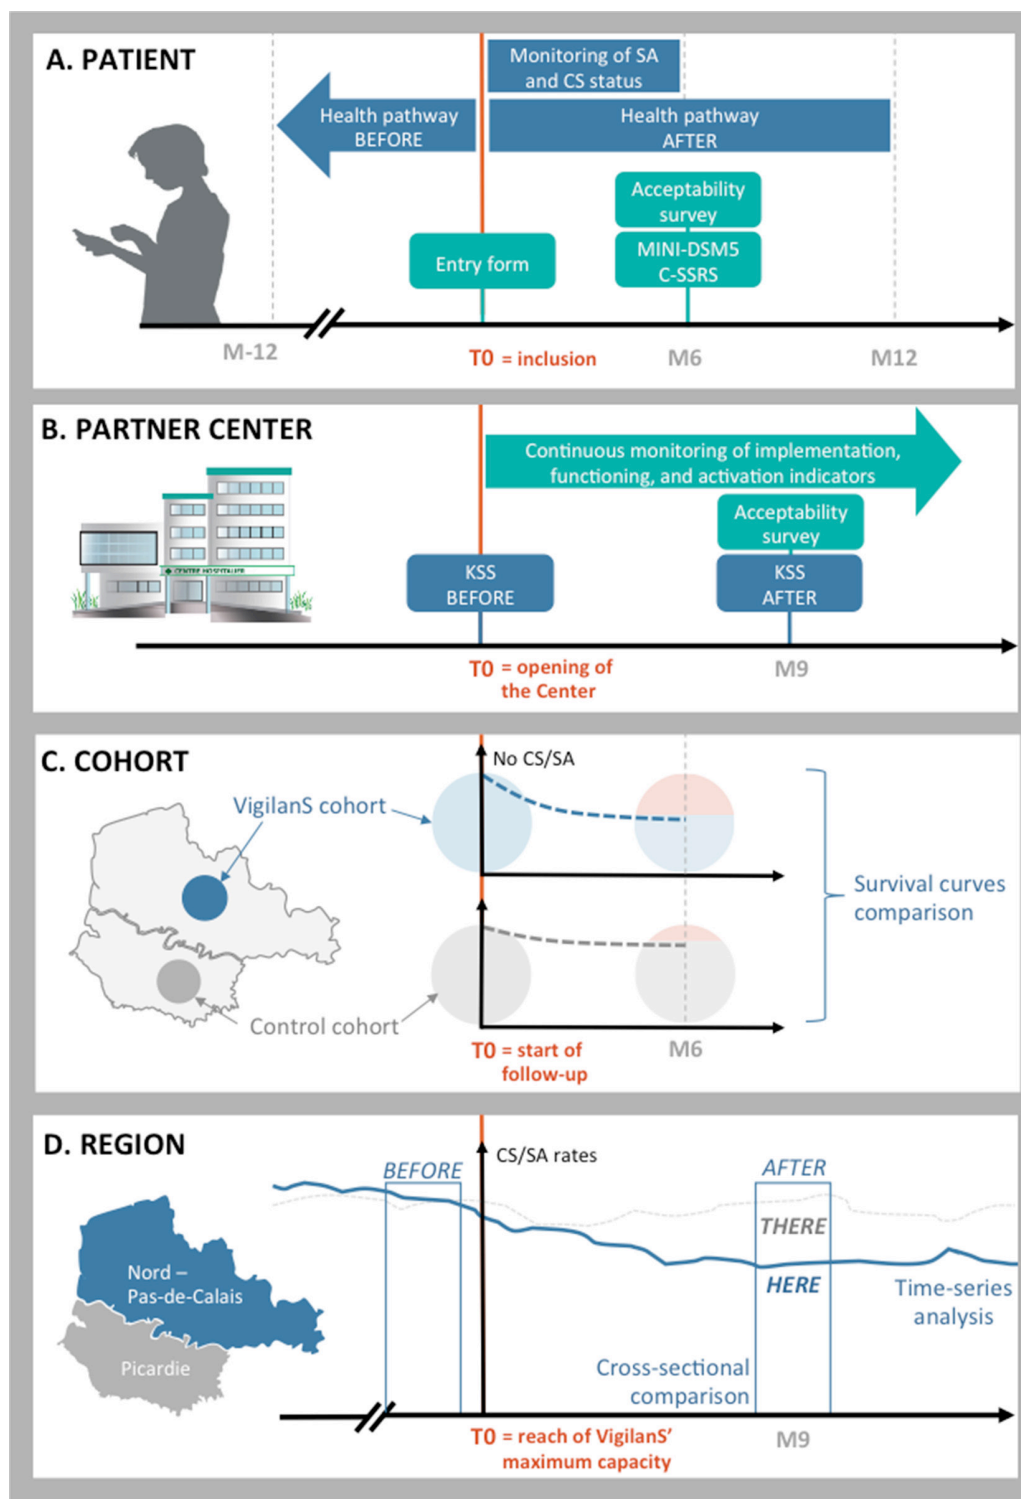 A. PATIENT
Monitoring of SA
and CS status
Health pathway
BEFORE
Health pathway
AFTER
Acceptability
survey
Entry form
MINI-DSM5
C-SSRS
M-12
T0 = inclusion
M6
M12
B. PARTNER CENTER
Continuous monitoring of implementation,
functioning, and activation indicators
Acceptability
survey
CENTRE HOSPITALIER
KSS
BEFORE
KSS
AFTER
T0 = opening of
the Center
M9
C. COHORT
No CS/SA
VigilanS cohort
Survival curves
comparison
Control cohort
T0 = start of
follow-up
M6
D. REGION
CS/SA rates
BEFORE
AFTER
THERE
HERE
Nord –
Pas-de-Calais
Time-series
analysis
Picardie
Cross-sectional
comparison
T0 = reach of VigilanS'
maximum capacity
M9